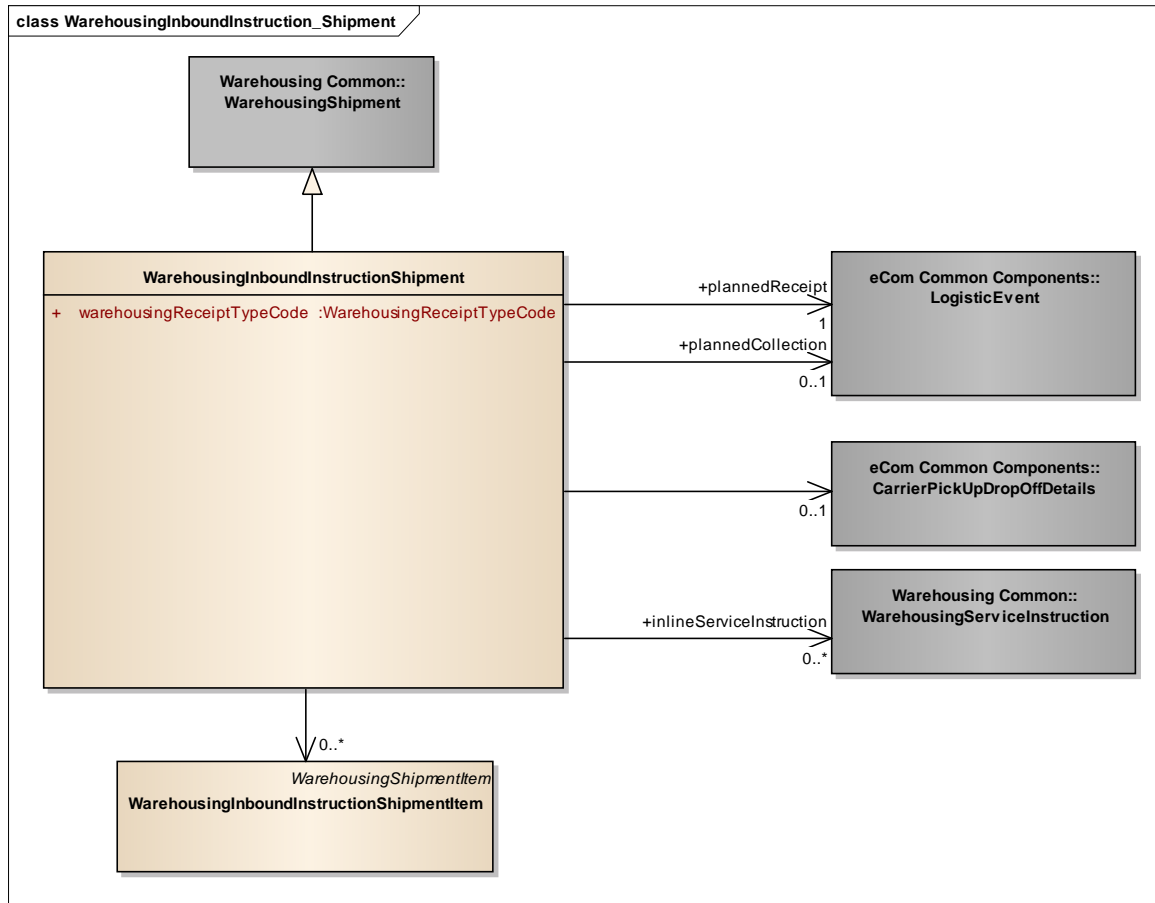 class WarehousingInboundInstruction_Shipment
Warehousing Common::
WarehousingShipment
WarehousingInboundInstructionShipment
+ warehousingReceiptTypeCode :WarehousingReceiptTypeCode
+plannedReceipt
1
+plannedCollection
0..1
eCom Common Components::
LogisticEvent
0..1
eCom Common Components::
CarrierPickUpDropOffDetails
+inlineServiceInstruction
0..*
Warehousing Common::
WarehousingServiceInstruction
0..*
WarehousingShipmentItem
WarehousingInboundInstructionShipmentItem